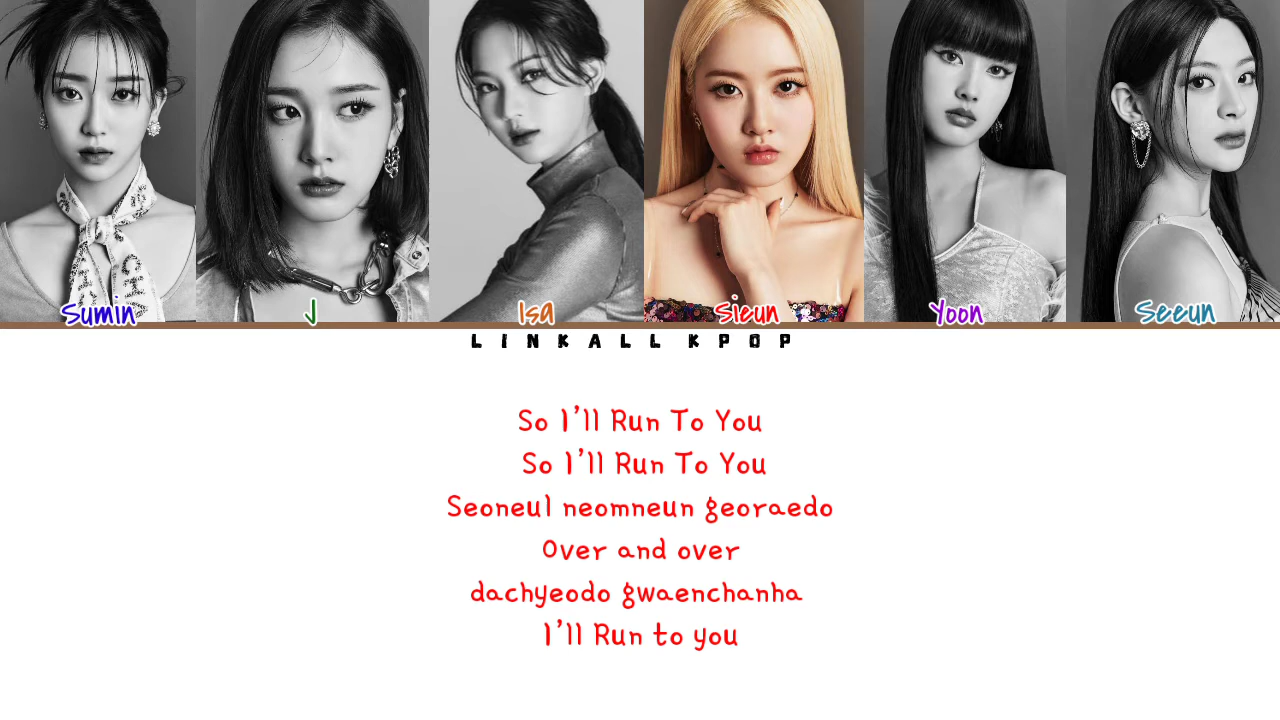 Sumin
J
Isa
Sieun
Yoon
Seeun
LINKALL KPOP
So I'll Run To You
So I'll Run To You
Seoneul neomneun georaedo
Over and over
dachyeodo gwaenchanha
I'll Run to you